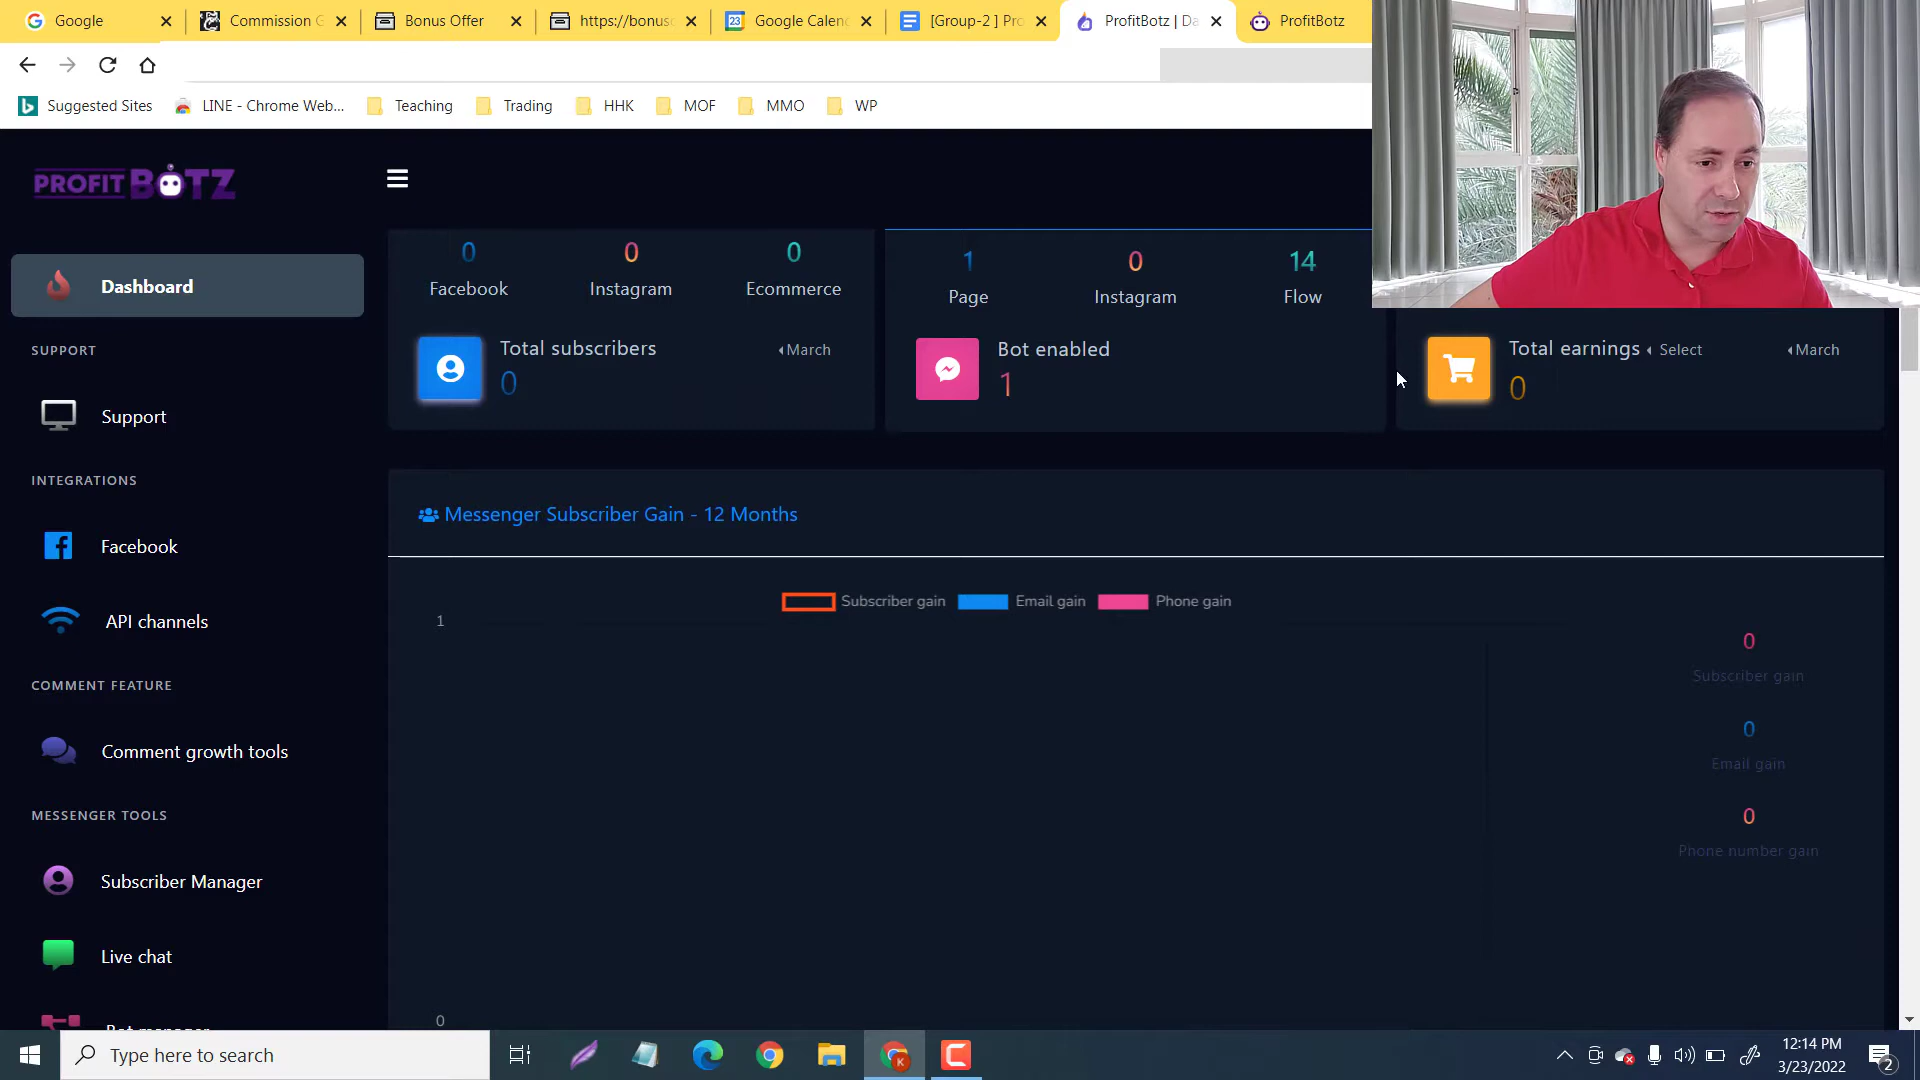 Google
Commission G
Bonus Offer
https://bonusc
Google Calen
[Group-2 ] Pro
ProfitBotz | Da
ProfitBotz
Suggested Sites
LINE - Chrome Web...
Teaching
Trading
HHK
MOF
MMO
WP
PROFIT BOTZ
Dashboard
SUPPORT
Support
INTEGRATIONS
Facebook
API channels
COMMENT FEATURE
Comment growth tools
MESSENGER TOOLS
Subscriber Manager
Live chat
Bot manager
0
Facebook
0
Instagram
0
Ecommerce
Total subscribers
March
0
1
Page
0
Instagram
14
Flow
Bot enabled
1
Total earnings
Select
March
0
Messenger Subscriber Gain - 12 Months
Subscriber gain
Email gain
Phone gain
1
0
0
Subscriber gain
0
Email gain
0
Phone number gain
Type here to search
12:14 PM
3/23/2022
2